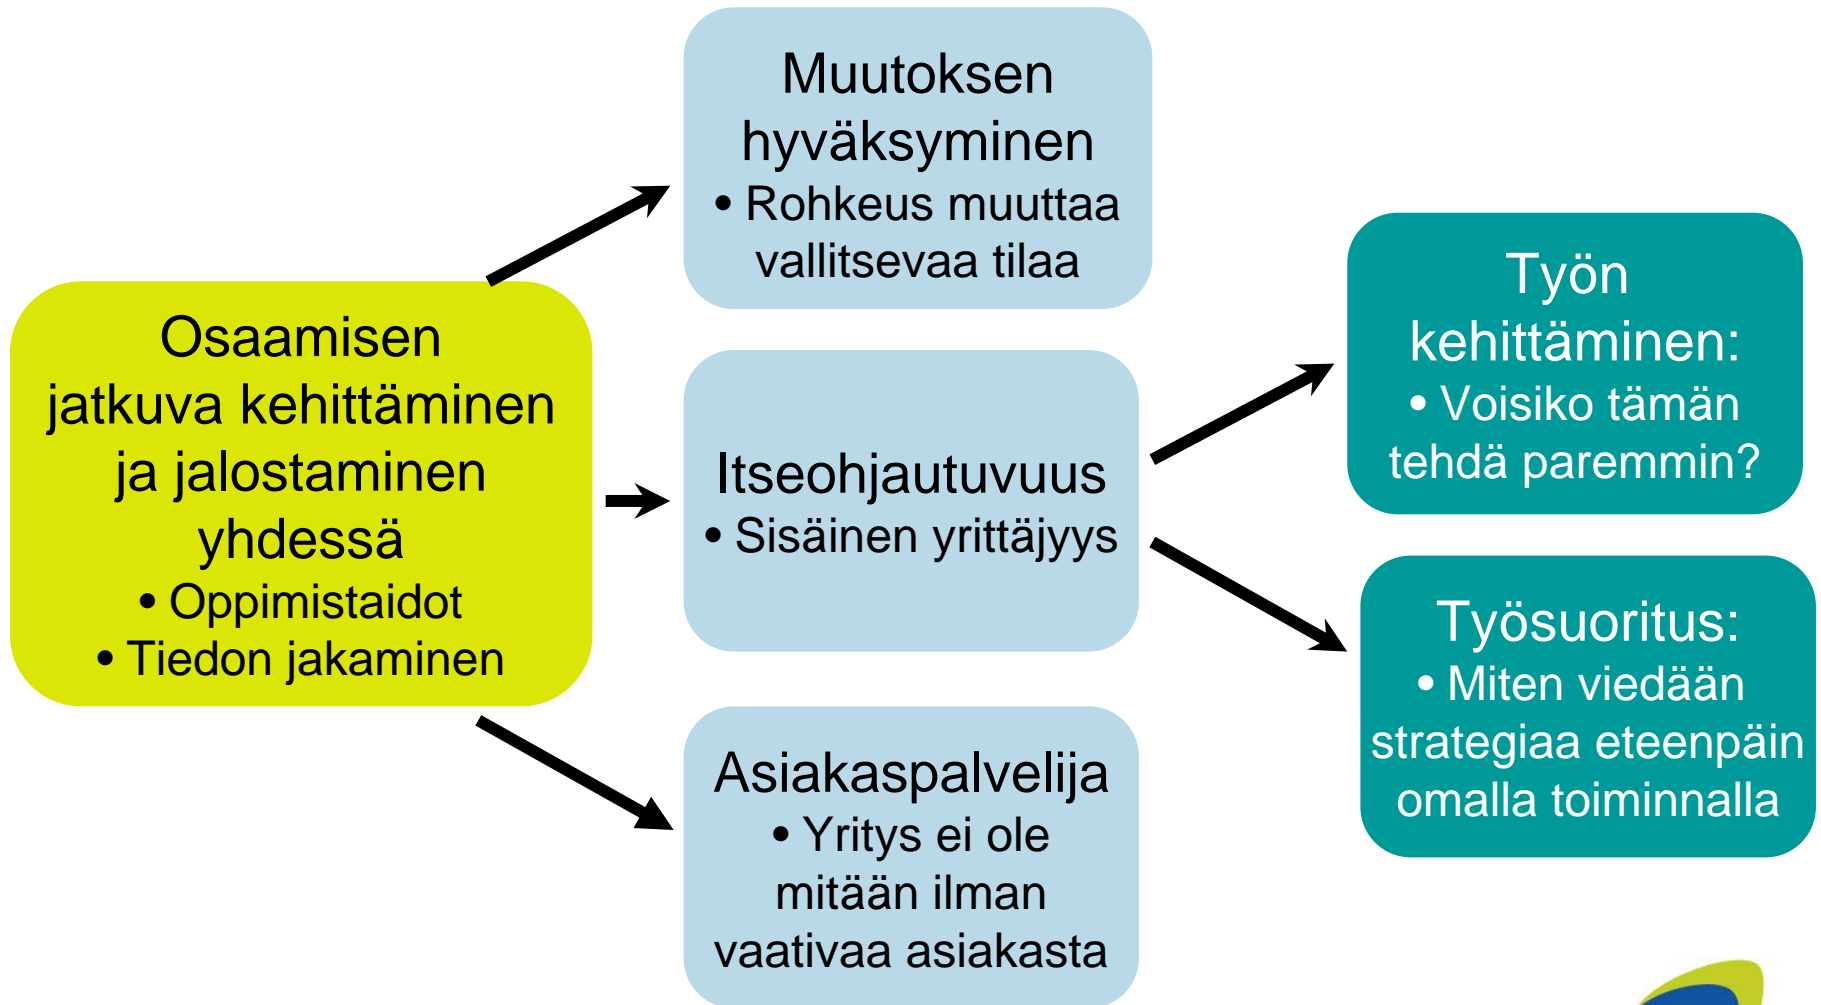 Osaamisen
jatkuva kehittäminen
ja jalostaminen
yhdessä
• Oppimistaidot
• Tiedon jakaminen
Muutoksen
hyväksyminen
• Rohkeus muuttaa
vallitsevaa tilaa
Itseohjautuvuus
• Sisäinen yrittäjyys
Asiakaspalvelija
• Yritys ei ole
mitään ilman
vaativaa asiakasta
Työn
kehittäminen:
• Voisiko tämän
tehdä paremmin?
Työsuoritus:
• Miten viedään
strategiaa eteenpäin
omalla toiminnalla